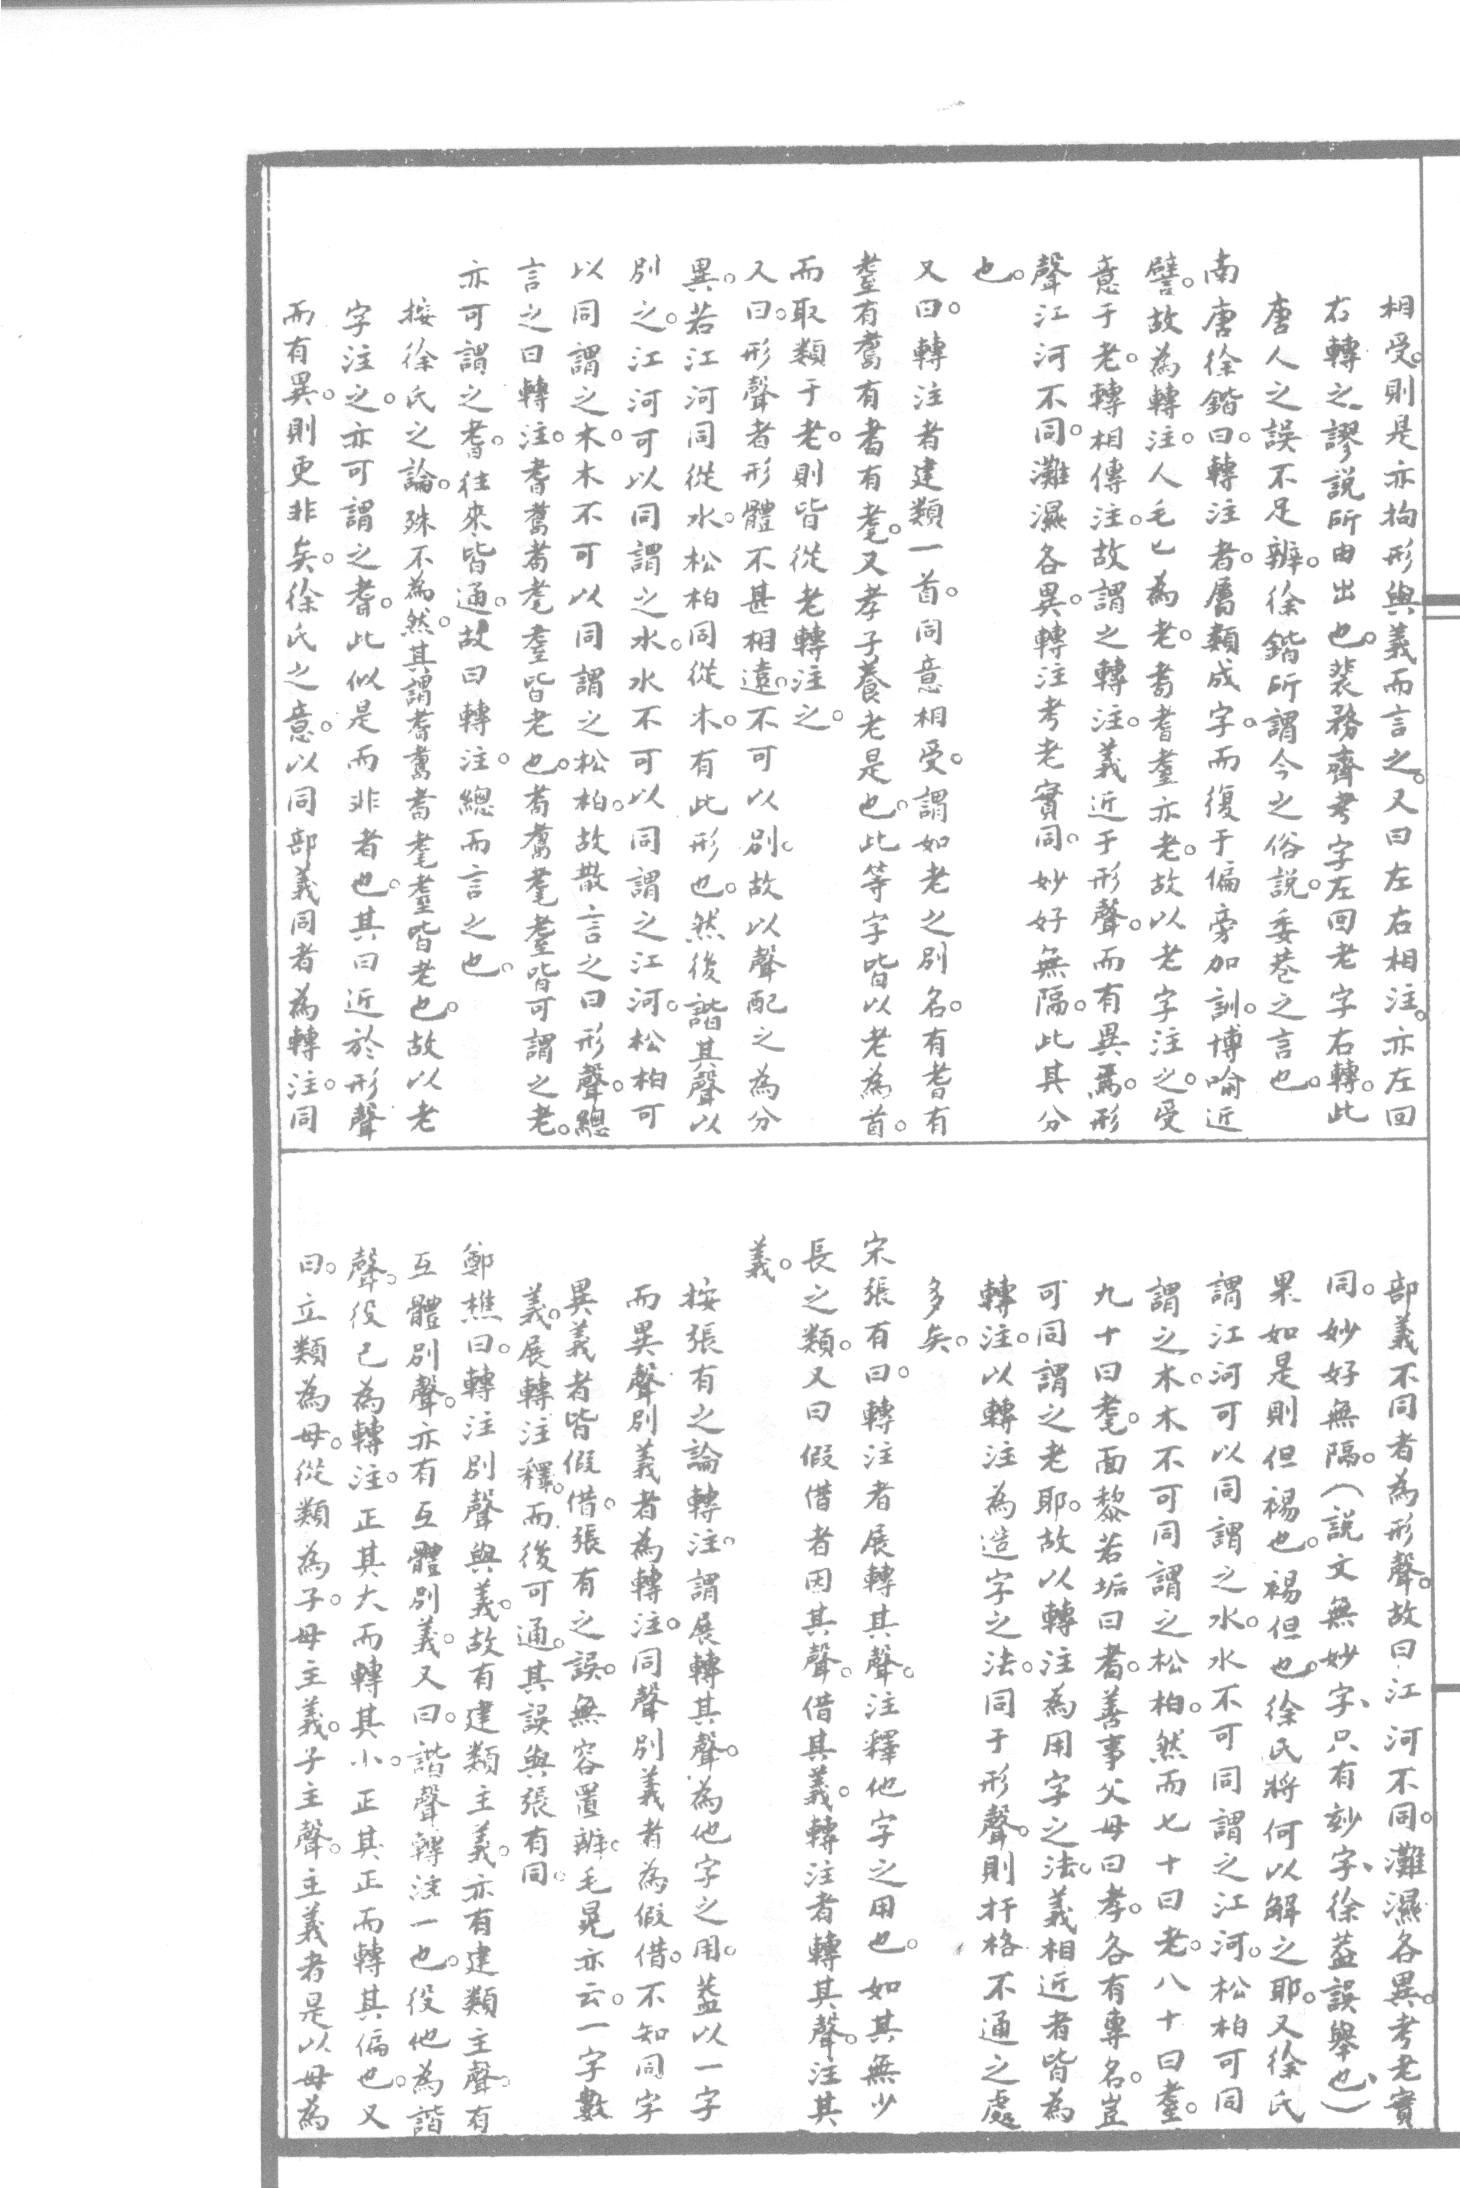 相受。則是亦拘形與義而言之。又曰左右相注。亦左回
右轉之謬說所由出也。裴務齊考字左回老字右轉。此
唐人之誤不足辨。徐鍇所謂今之俗說。委巷之言也。
南唐徐鍇曰。轉注者。屬類成字。而復于偏旁加訓。博喻近
譬。故為轉注。人毛匕為老。耆耆耋亦老。故以老字注之。受
意于老。轉相傳注。故謂之轉注。義近于形聲。而有異焉。形
聲江河不同。灘濕各異。轉注考老實同。妙好無隔。此其分
也。
又曰。轉注者建類一首。同意相受。謂如老之別名。有耆有
耋有耆有耇有耄。又孝子養老是也。此等字皆以老為首。
而取類于老。則皆從老轉注之。
又曰。形聲者形體不甚相遠。不可以別。故以聲配之為分
異。若江河同從水。松柏同從木。有此形也。然後諧其聲以
別之。江河可以同謂之水。水不可以同謂之江河。松柏可
以同謂之木。木不可以同謂之松柏。故散言之曰形聲。總
言之曰轉注。耆耆耇耄耋皆老也。耇耆耄耋皆可謂之老。
亦可謂之耆。往來皆通。故曰轉注。總而言之也。
按徐氏之論。殊不為然。其謂耆耆耇耄耋皆老也。故以老
字注之。亦可謂之耆。此似是而非者也。其曰近於形聲
而有異。則更非矣。徐氏之意。以同部義同者為轉注。同
部義不同者為形聲。故曰江河不同。灘濕各異。考老實
同。妙好無隔。(說文無妙字、只有玅字、徐蓋誤舉也、)
果如是則但裼也。裼但也。徐氏將何以解之耶。又徐氏
謂江河可以同謂之水。水不可同謂之江河。松柏可同
謂之木。木不可同謂之松柏。然而七十曰老。八十曰耋。
九十曰耄。面黎若垢曰耇。善事父母曰孝。各有專名。豈
可同謂之老耶。故以轉注為用字之法。義相近者皆為
轉注。以轉注為造字之法。同于形聲。則扞格不通之處
多矣。
宋張有曰。轉注者展轉其聲。注釋他字之用也。如其無少
長之類。又曰假借者因其聲。借其義。轉注者轉其聲。注其
義。
按張有之論轉注。謂展轉其聲。為他字之用。蓋以一字
而異聲別義者為轉注。同聲別義者為假借。不知同字
異義者皆假借。張有之誤。無容置辨。毛晃亦云。一字數
義。展轉注釋。而後可通。其誤與張有同。
鄭樵曰。轉注別聲與義。故有建類主義。亦有建類主聲。有
互體別聲。亦有互體別義。又曰。諧聲轉注一也。役他為諧
聲。役己為轉注。正其大而轉其小。正其正而轉其偏也。又
曰。立類為母。從類為子。母主義。子主聲。主義者是以母為